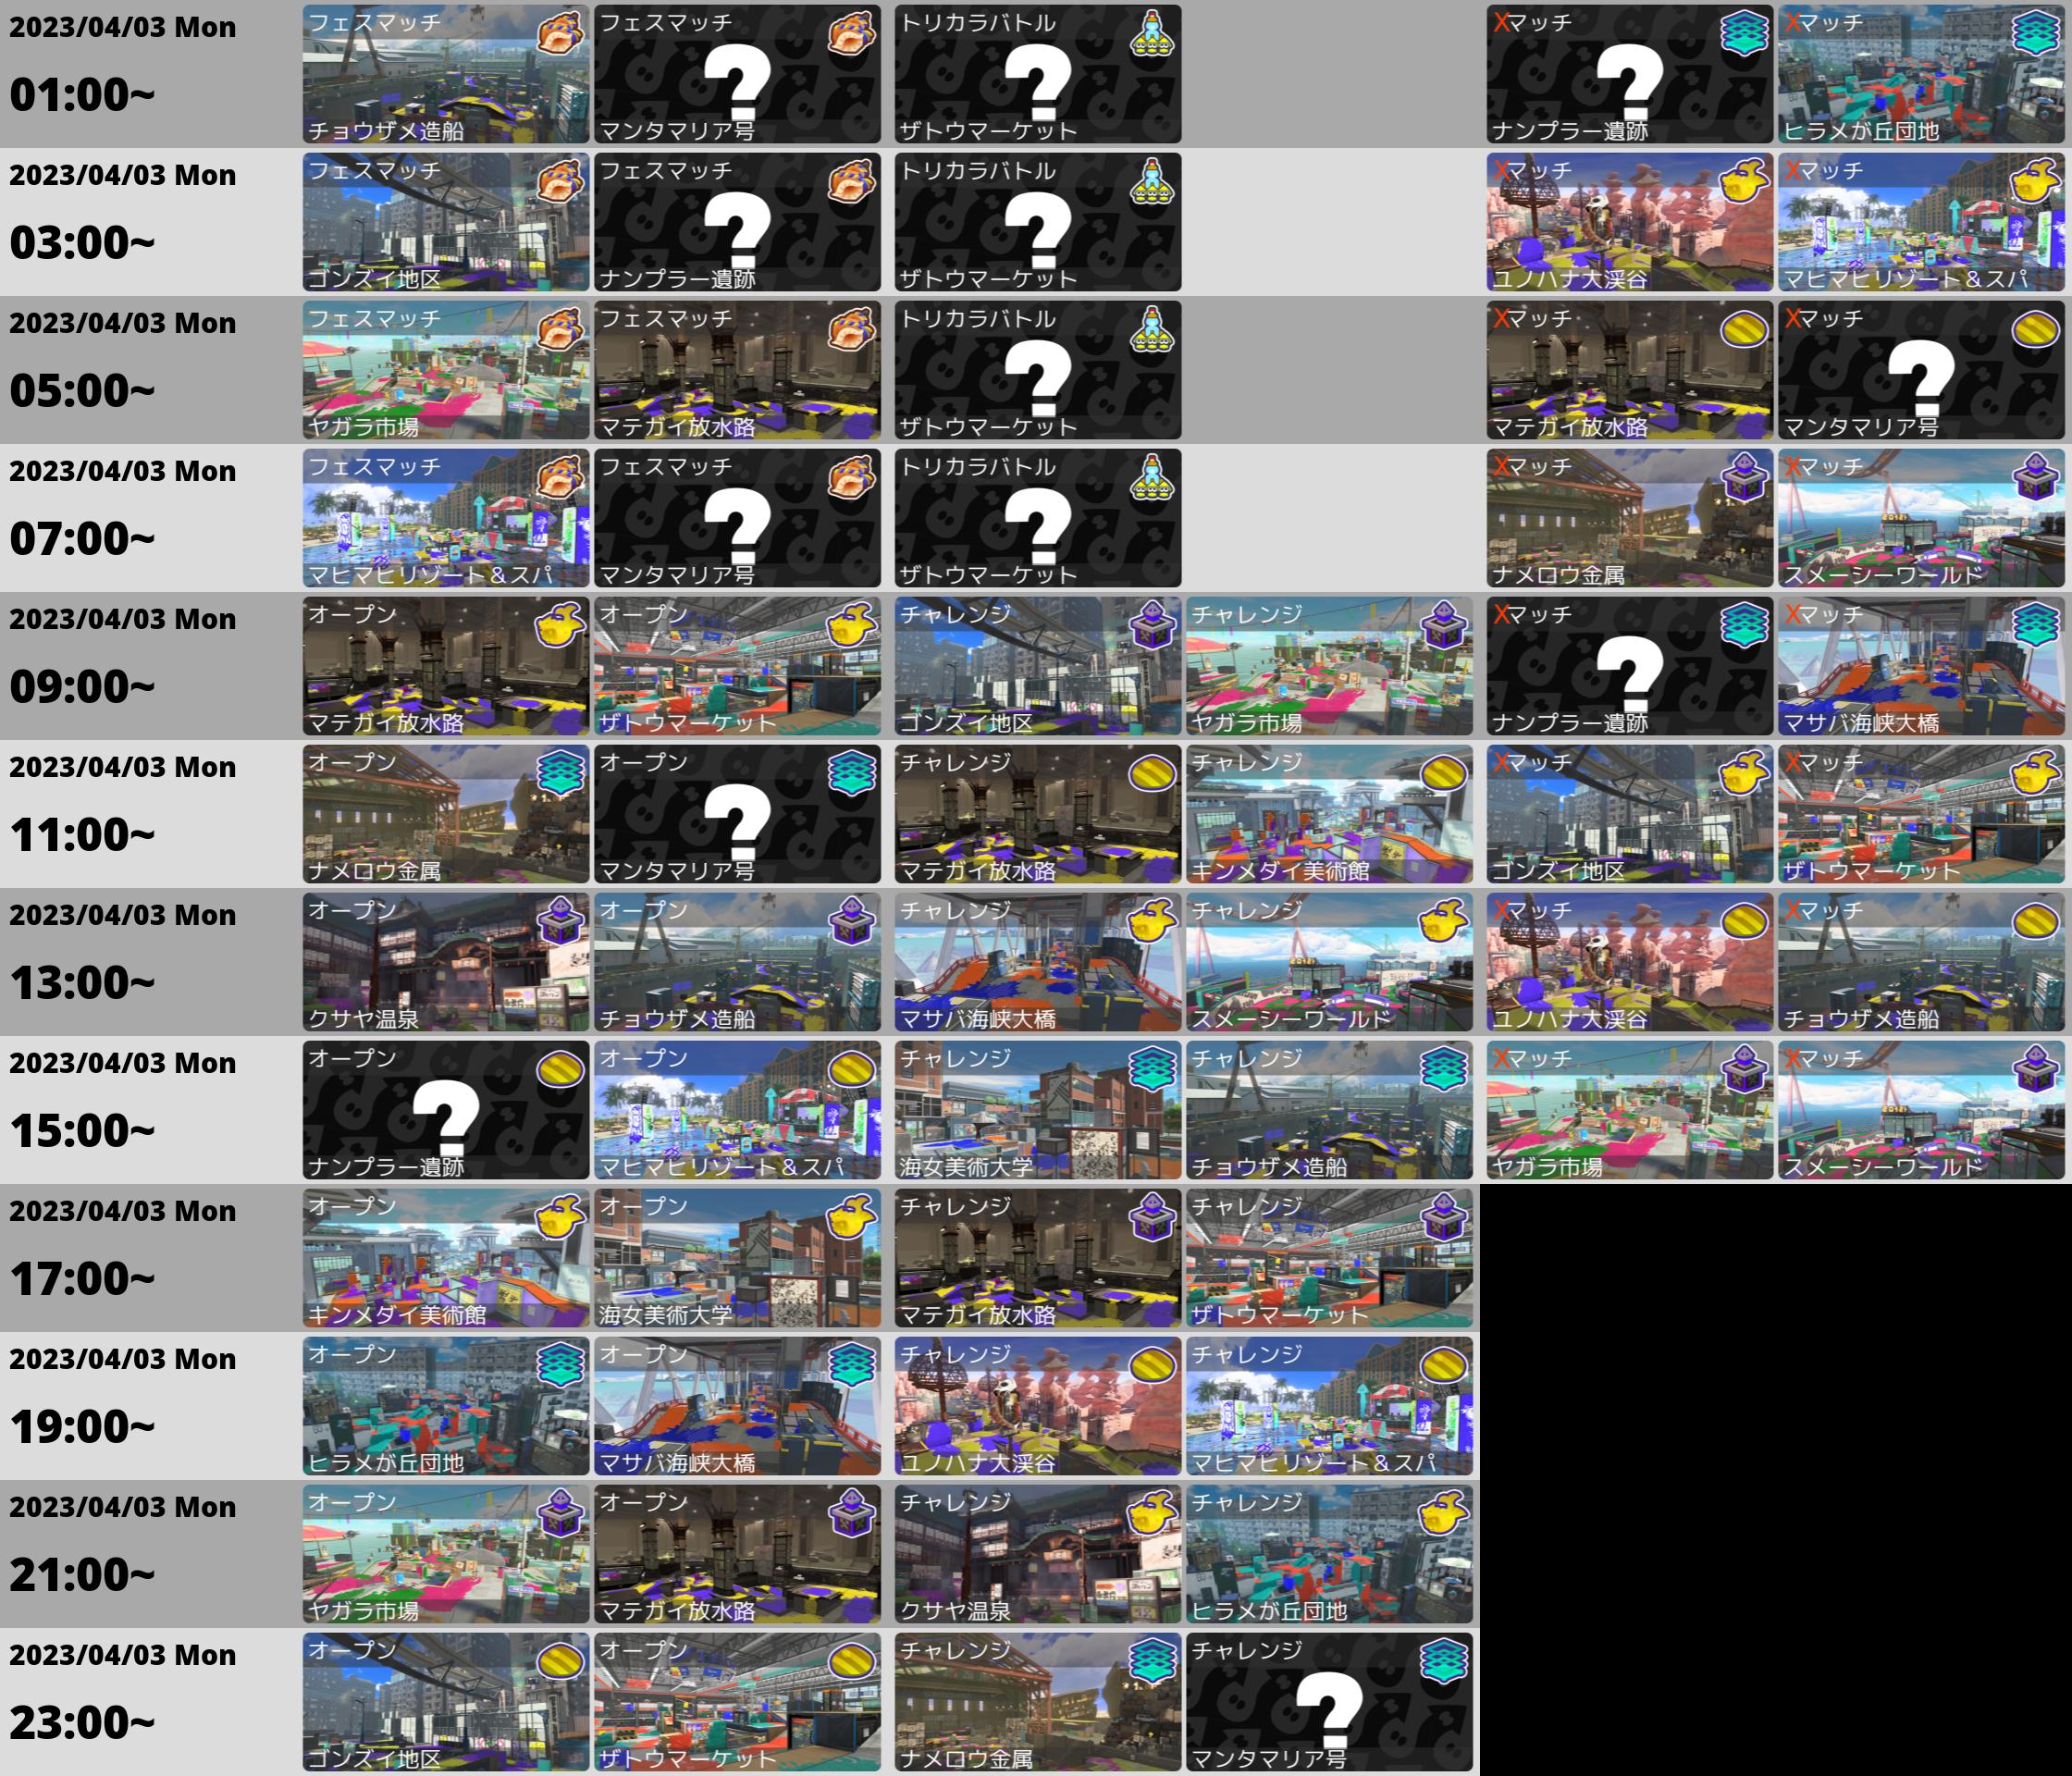 2023/04/03 Mon
01:00~
フェスマッチ
チョウザメ造船
フェスマッチ
マンタマリア号
トリカラバトル
ザトウマーケット
Xマッチ
ナンプラー遺跡
Xマッチ
ヒラメが丘団地
2023/04/03 Mon
03:00~
フェスマッチ
ゴンズイ地区
フェスマッチ
ナンプラー遺跡
トリカラバトル
ザトウマーケット
Xマッチ
ユノハナ大渓谷
Xマッチ
マヒマヒリゾート＆スパ
2023/04/03 Mon
05:00~
フェスマッチ
ヤガラ市場
フェスマッチ
マテガイ放水路
トリカラバトル
ザトウマーケット
Xマッチ
マテガイ放水路
Xマッチ
マンタマリア号
2023/04/03 Mon
07:00~
フェスマッチ
マヒマヒリゾート＆スパ
フェスマッチ
マンタマリア号
トリカラバトル
ザトウマーケット
Xマッチ
ナメロウ金属
Xマッチ
スメーシーワールド
2023/04/03 Mon
09:00~
オープン
マテガイ放水路
オープン
ザトウマーケット
チャレンジ
ゴンズイ地区
チャレンジ
ヤガラ市場
Xマッチ
ナンプラー遺跡
Xマッチ
マサバ海峡大橋
2023/04/03 Mon
11:00~
オープン
ナメロウ金属
オープン
マンタマリア号
チャレンジ
マテガイ放水路
チャレンジ
キンメダイ美術館
Xマッチ
ゴンズイ地区
Xマッチ
ザトウマーケット
2023/04/03 Mon
13:00~
オープン
クサヤ温泉
オープン
チョウザメ造船
チャレンジ
マサバ海峡大橋
チャレンジ
スメーシーワールド
Xマッチ
ユノハナ大渓谷
Xマッチ
チョウザメ造船
2023/04/03 Mon
15:00~
オープン
ナンプラー遺跡
オープン
マヒマヒリゾート＆スパ
チャレンジ
海女美術大学
チャレンジ
チョウザメ造船
Xマッチ
ヤガラ市場
Xマッチ
スメーシーワールド
2023/04/03 Mon
17:00~
オープン
キンメダイ美術館
オープン
海女美術大学
チャレンジ
マテガイ放水路
チャレンジ
ザトウマーケット
2023/04/03 Mon
19:00~
オープン
ヒラメが丘団地
オープン
マサバ海峡大橋
チャレンジ
ユノハナ大渓谷
チャレンジ
マヒマヒリゾート＆スパ
2023/04/03 Mon
21:00~
オープン
ヤガラ市場
オープン
マテガイ放水路
チャレンジ
クサヤ温泉
チャレンジ
ヒラメが丘団地
2023/04/03 Mon
23:00~
オープン
ゴンズイ地区
オープン
ザトウマーケット
チャレンジ
ナメロウ金属
チャレンジ
マンタマリア号